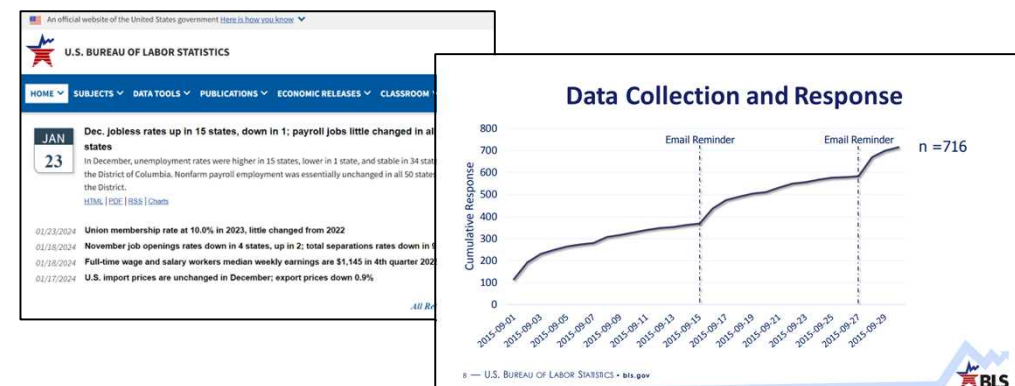 An official website of the United States government Here is how you know
U.S. BUREAU OF LABOR STATISTICS
HOME SUBJECTS DATA TOOLS PUBLICATIONS ECONOMIC RELEASES CLASSROOM
JAN
23
Dec. jobless rates up in 15 states, down in 1; payroll jobs little changed in al
states
In December, unemployment rates were higher in 15 states, lower in 1 state, and stable in 34 stat
the District of Columbia. Nonfarm payroll employment was essentially unchanged in all 50 states
the District.
HTML | PDF | RSS | Charts
01/23/2024 Union membership rate at 10.0% in 2023, little changed from 2022
01/18/2024 November job openings rates down in 4 states, up in 2; total separations rates down in 9
01/18/2024 Full-time wage and salary workers median weekly earnings are $1,145 in 4th quarter 202
01/17/2024 U.S. import prices are unchanged in December; export prices down 0.9%
All Re
Data Collection and Response
Cumulative Response
800
700
600
500
400
300
200
100
0
Email Reminder
Email Reminder
n =716
2015-09-01
2015-09-03
2015-09-05
2015-09-07
2015-09-09
2015-09-11
2015-09-13
2015-09-15
2015-09-17
2015-09-19
2015-09-21
2015-09-23
2015-09-25
2015-09-27
2015-09-29
8 — U.S. BUREAU OF LABOR STATISTICS • bls.gov
BLS